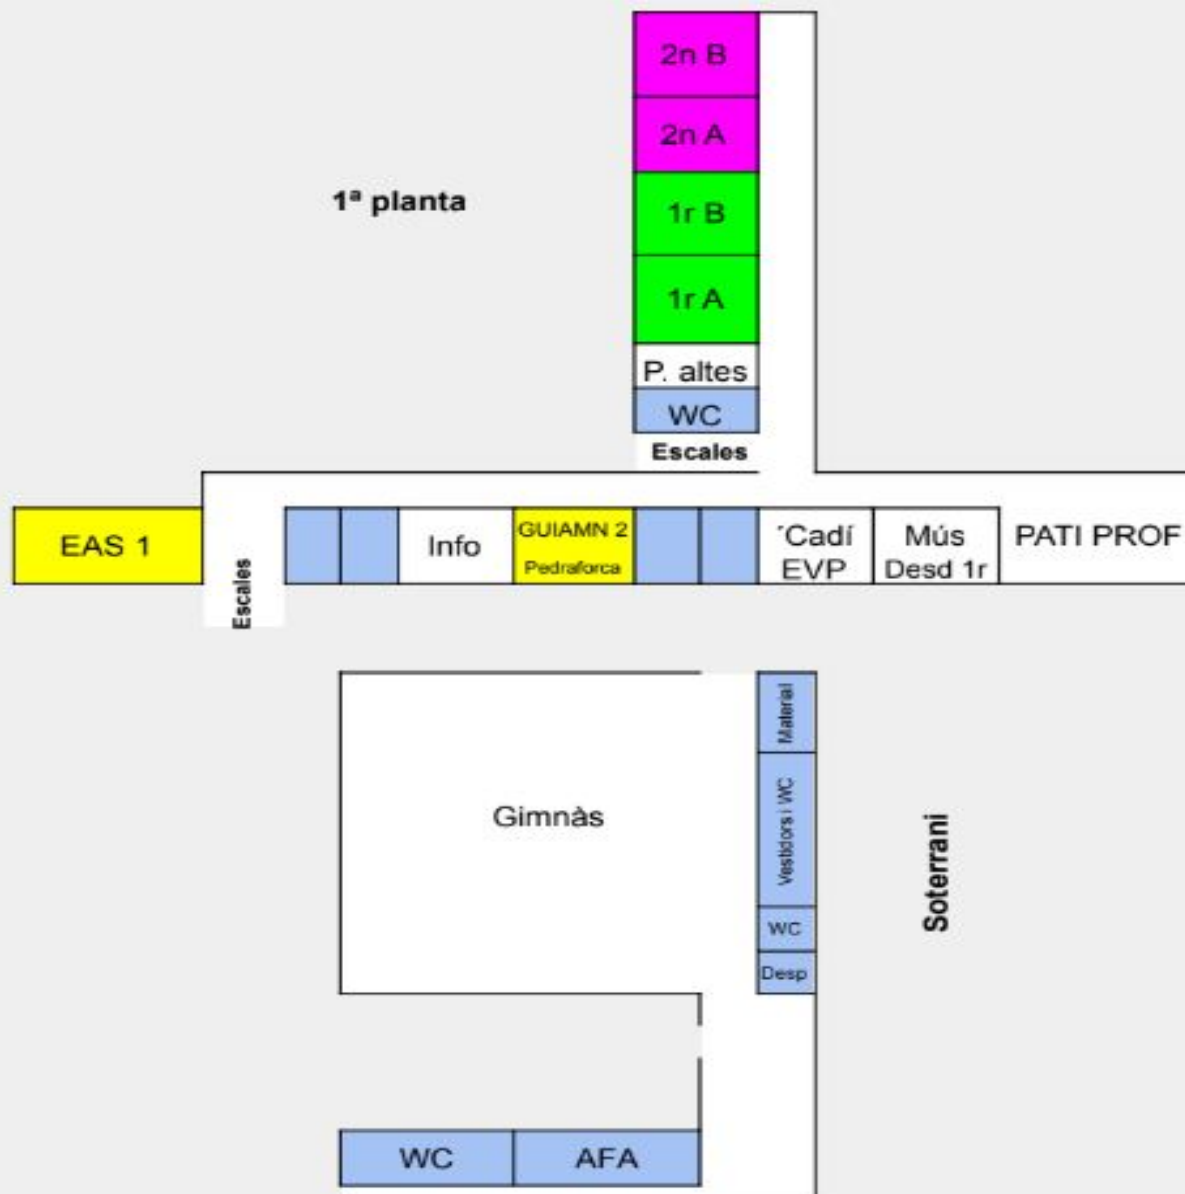 2n B
2n A
1ª planta
1r B
1r A
P. altes
WC
Escales
EAS 1
Escales
Info
GUIAMN 2
Pedraforca
´Cadí
EVP
Mús
Desd 1r
PATI PROF
Material
Gimnàs
Vestidors i WC
Soterrani
WC
Desp
WC
AFA